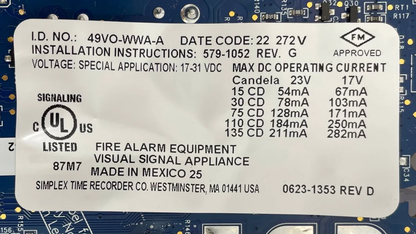 I.D. NO.: 49VO-WWA-A DATE CODE: 22 272V
INSTALLATION INSTRUCTIONS: 579-1052 REV. G
FM
APPROVED
VOLTAGE: SPECIAL APPLICATION: 17-31 VDC
MAX DC OPERATING CURRENT
Candela 23V 17V
15 CD 54mA 67mA
30 CD 78mA 103mA
75 CD 128mA 171mA
110 CD 184mA 250mA
135 CD 211mA 282mA
SIGNALING
C UL US
LISTED
87M7
FIRE ALARM EQUIPMENT
VISUAL SIGNAL APPLIANCE
MADE IN MEXICO 25
SIMPLEX TIME RECORDER CO. WESTMINSTER, MA 01441 USA
0623-1353 REV D
R117
C34